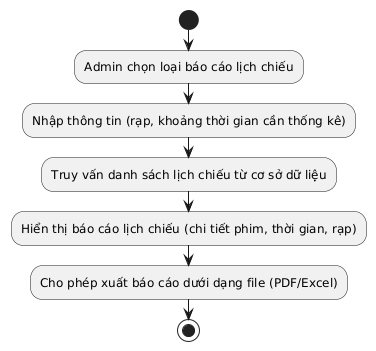 Admin chọn loại báo cáo lịch chiếu
Nhập thông tin (rạp, khoảng thời gian cần thống kê)
Truy vấn danh sách lịch chiếu từ cơ sở dữ liệu
Hiển thị báo cáo lịch chiếu (chi tiết phim, thời gian, rạp)
Cho phép xuất báo cáo dưới dạng file (PDF/Excel)